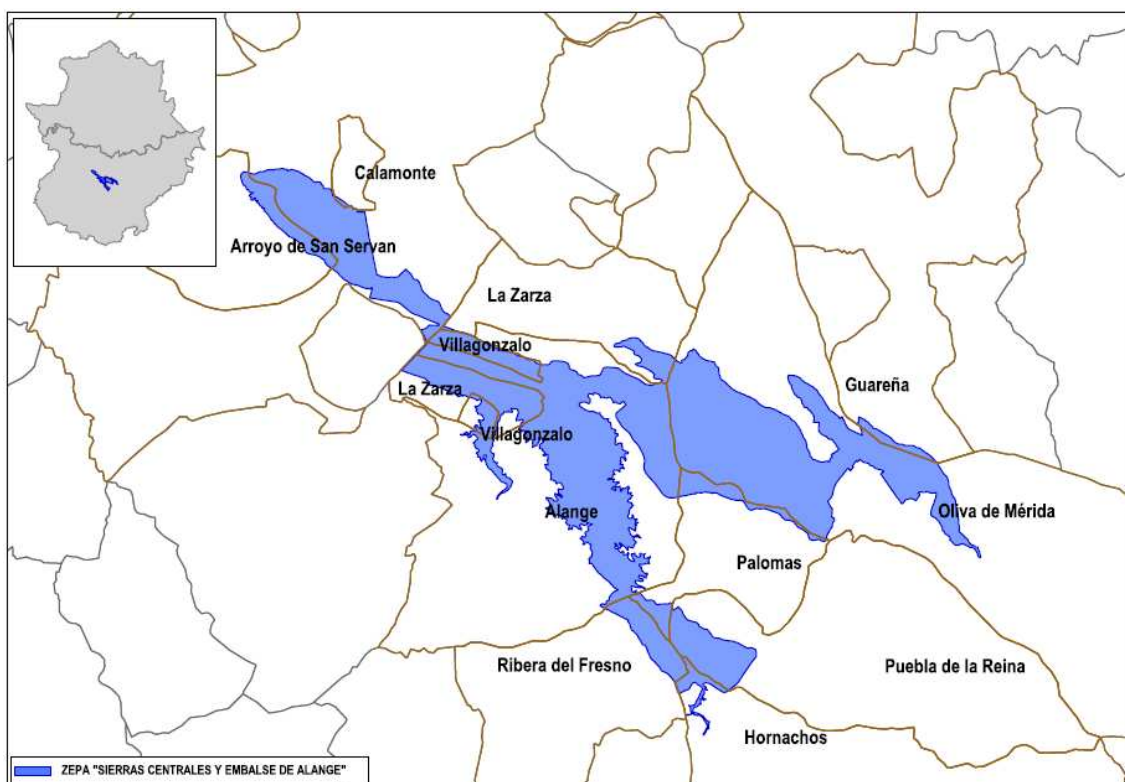 Calamonte
Arroyo de San Servan
La Zarza
Villagonzalo
La Zarza
Guareña
Villagonzalo
Alange
Oliva de Mérida
Palomas
Ribera del Fresno
Puebla de la Reina
Hornachos
ZEPA "SIERRAS CENTRALES Y EMBALSE DE ALANGE"